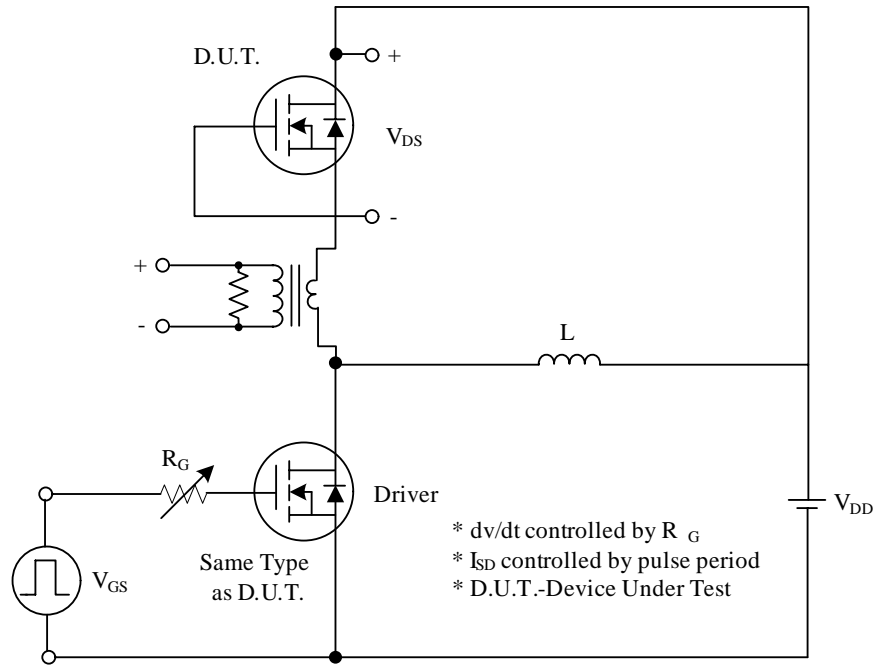 D.U.T.
+
V_DS
-
+
-
L
R_G
Driver
V_DD
* dv/dt controlled by R_G
* I_SD controlled by pulse period
* D.U.T.-Device Under Test
Same Type
as D.U.T.
V_GS